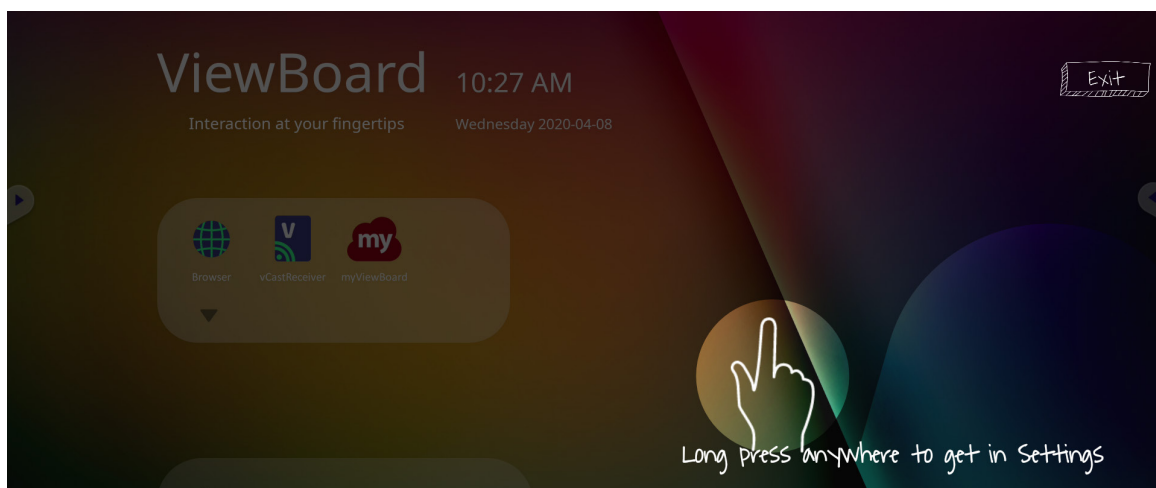 ViewBoard
10:27 AM
Exit
Interaction at your fingertips
Wednesday 2020-04-08
V
my
Browser
vCastReceiver
myViewBoard
Long press anywhere to get in Settings